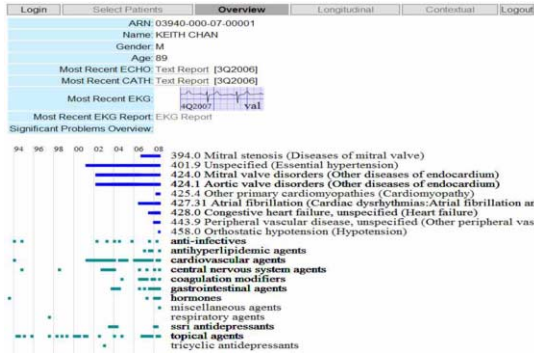 Login Select Patients Overview Longitudinal Contextual Logout
ARN: 03940-000-07-00001
Name: KEITH CHAN
Gender: M
Age: 89
Most Recent ECHO: Text Report [3Q2006]
Most Recent CATH: Text Report [3Q2006]
Most Recent EKG:
4Q2007 val
Most Recent EKG Report: EKG Report
Significant Problems Overview:
94 96 98 00 02 04 06 08
394.0 Mitral stenosis (Diseases of mitral valve)
401.9 Unspecified (Essential hypertension)
424.0 Mitral valve disorders (Other diseases of endocardium)
424.1 Aortic valve disorders (Other diseases of endocardium)
425.4 Other primary cardiomyopathies (Cardiomyopathy)
427.31 Atrial fibrillation (Cardiac dysrhythmias:Atrial fibrillation an
428.0 Congestive heart failure, unspecified (Heart failure)
443.9 Peripheral vascular disease, unspecified (Other peripheral vas
458.0 Orthostatic hypotension (Hypotension)
anti-infectives
antihyperlipidemic agents
cardiovascular agents
central nervous system agents
coagulation modifiers
gastrointestinal agents
hormones
miscellaneous agents
respiratory agents
ssri antidepressants
topical agents
tricyclic antidepressants